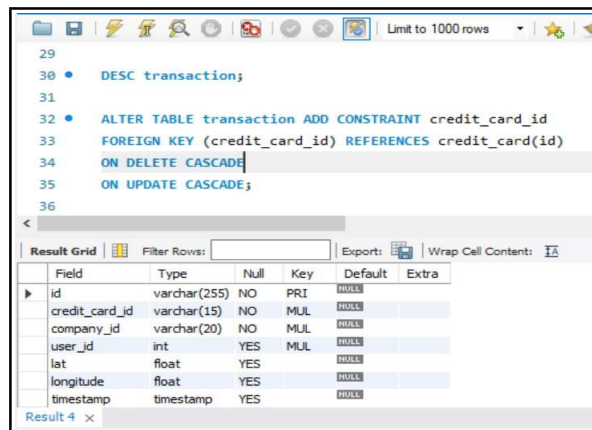 Limit to 1000 rows
29
30 DESC transaction;
31
32 ALTER TABLE transaction ADD CONSTRAINT credit_card_id
33 FOREIGN KEY (credit_card_id) REFERENCES credit_card(id)
34 ON DELETE CASCADE
35 ON UPDATE CASCADE;
36
Result Grid Filter Rows: Export: Wrap Cell Content: IA
Field Type Null Key Default Extra
id varchar(255) NO PRI NULL
credit_card_id varchar(15) NO MUL NULL
company_id varchar(20) NO MUL NULL
user_id int YES MUL NULL
lat float YES NULL
longitude float YES NULL
timestamp timestamp YES NULL
Result 4